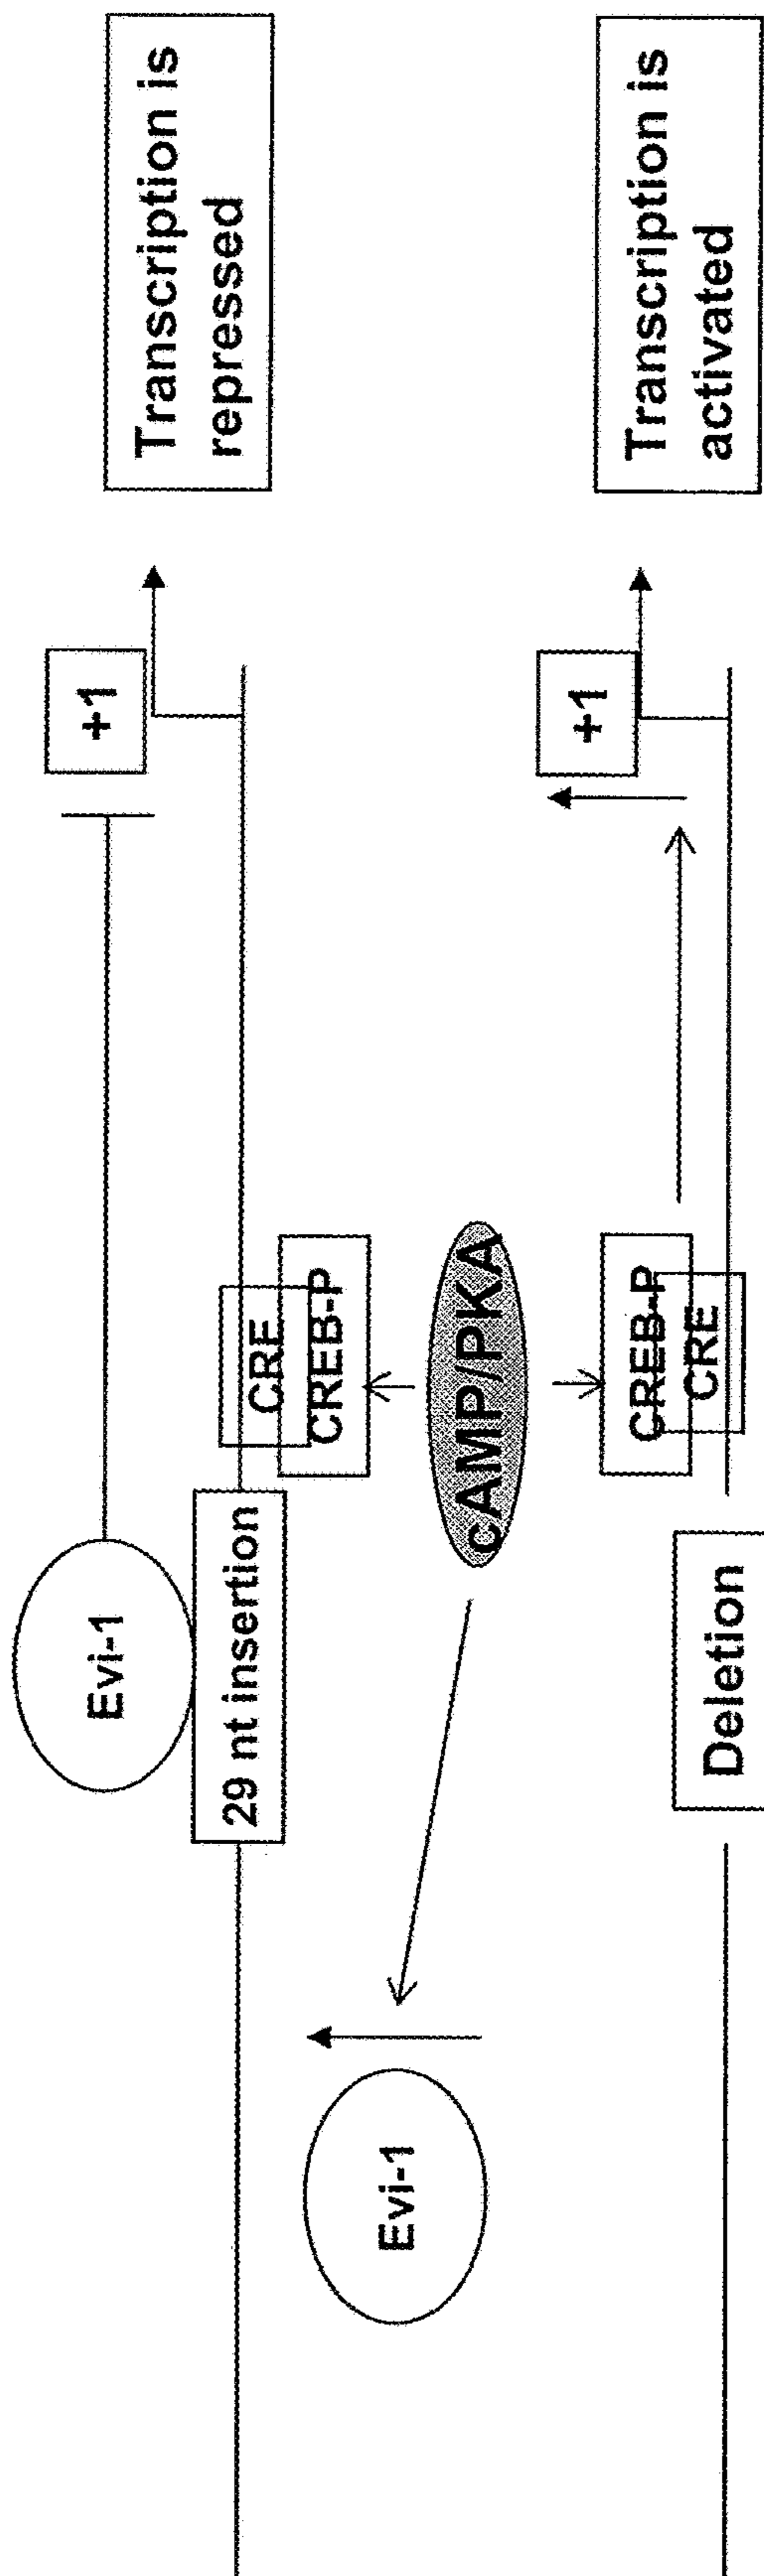 Evi-1
+1
Transcription is
repressed
29 nt insertion
CRE
CREB-P
Evi-1
cAMP/PKA
CREB-P
CRE
+1
Transcription is
activated
Deletion